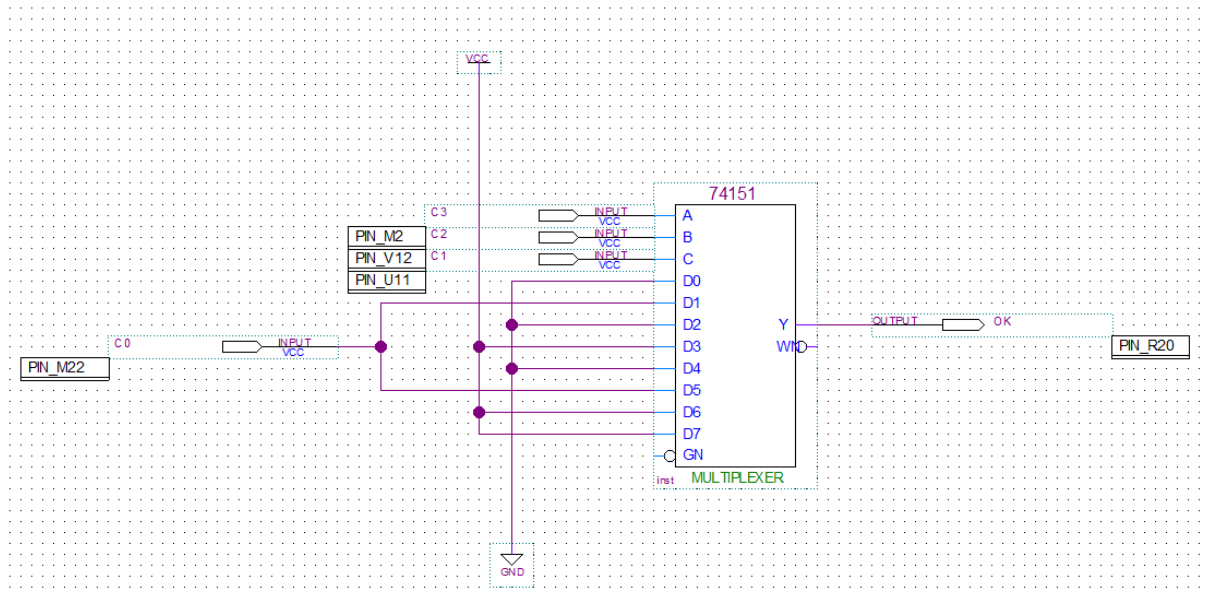 VCC
74151
C3 INPUT VCC A
PIN_M2 C2 INPUT VCC B
PIN_V12 C1 INPUT VCC C
PIN_U11 D0
D1
D2 Y OUTPUT OK
C0 INPUT VCC D3 WN PIN_R20
PIN_M22 D4
D5
D6
D7
GN
inst MULTIPLEXER
GND